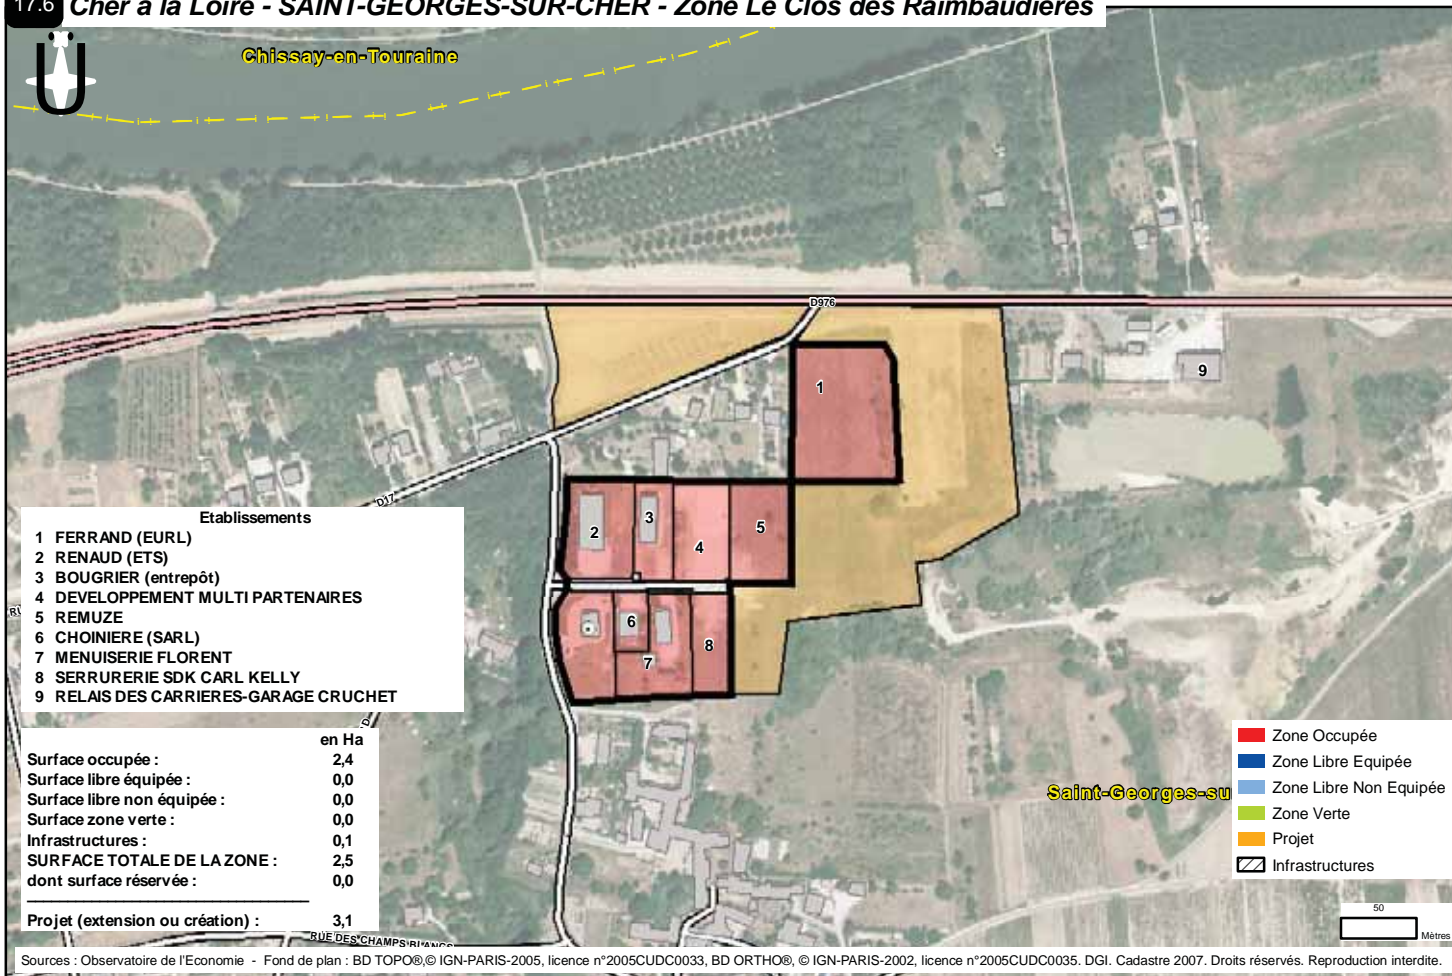 17.6 Cher à la Loire - SAINT-GEORGES-SUR-CHER - Zone Le Clos des Raimbaudières
Chissay-en-Touraine
D976
1
9
D17
2
3
4
5
6
7
8
Etablissements
1 FERRAND (EURL)
2 RENAUD (ETS)
3 BOUGRIER (entrepôt)
4 DEVELOPPEMENT MULTI PARTENAIRES
5 REMUZE
6 CHOINIERE (SARL)
7 MENUISERIE FLORENT
8 SERRURERIE SDK CARL KELLY
9 RELAIS DES CARRIERES-GARAGE CRUCHET
en Ha
Surface occupée : 2,4
Surface libre équipée : 0,0
Surface libre non équipée : 0,0
Surface zone verte : 0,0
Infrastructures : 0,1
SURFACE TOTALE DE LA ZONE : 2,5
dont surface réservée : 0,0
Projet (extension ou création) : 3,1
Saint-Georges-su
Zone Occupée
Zone Libre Equipée
Zone Libre Non Equipée
Zone Verte
Projet
Infrastructures
50
Mètres
RUE DES CHAMPS BLANCS
Sources : Observatoire de l'Economie - Fond de plan : BD TOPO®,© IGN-PARIS-2005, licence n°2005CUDC0033, BD ORTHO®, © IGN-PARIS-2002, licence n°2005CUDC0035. DGI. Cadastre 2007. Droits réservés. Reproduction interdite.